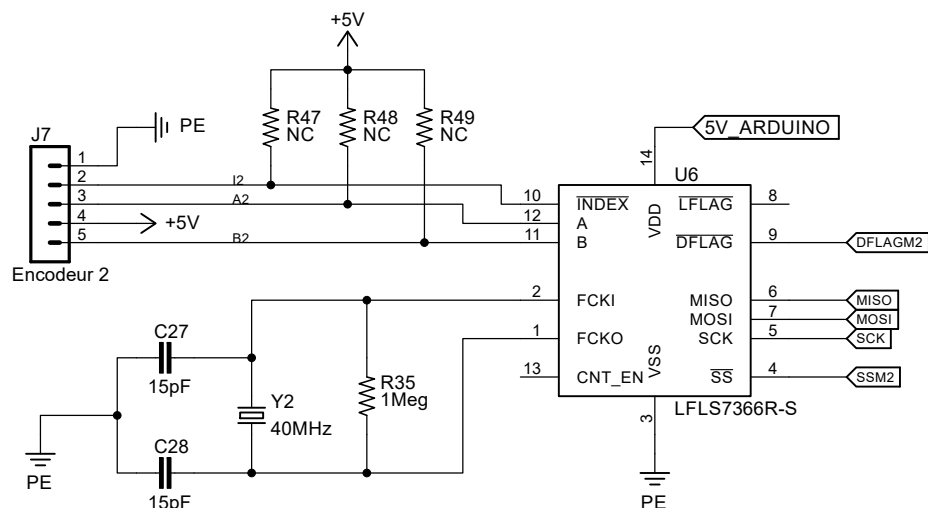 +5V
J7
1
2
3
4
5
PE
I2
A2
+5V
B2
Encodeur 2
R47
NC
R48
NC
R49
NC
5V_ARDUINO
14
U6
10
INDEX
12
A
11
B
2
FCKI
1
FCKO
13
CNT_EN
VDD
VSS
LFLAG
8
DFLAG
9
DFLAGM2
MISO
6
MISO
MOSI
7
MOSI
SCK
5
SCK
SS
4
SSM2
LFLS7366R-S
3
PE
C27
15pF
Y2
40MHz
R35
1Meg
C28
15pF
PE